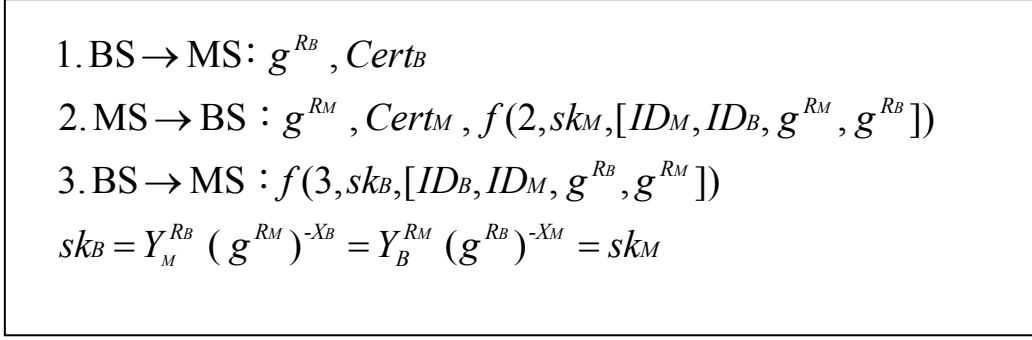 1. BS → MS: g^{R_B}, Cert_B
2. MS → BS : g^{R_M}, Cert_M, f(2, sk_M, [ID_M, ID_B, g^{R_M}, g^{R_B}])
3. BS → MS : f(3, sk_B, [ID_B, ID_M, g^{R_B}, g^{R_M}])
sk_B = Y_M^{R_B} (g^{R_M})^{-X_B} = Y_B^{R_M} (g^{R_B})^{-X_M} = sk_M